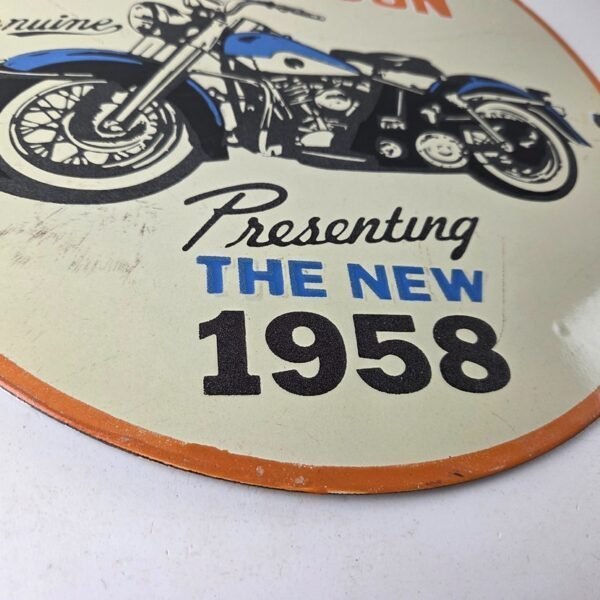 Presenting
THE NEW
1958